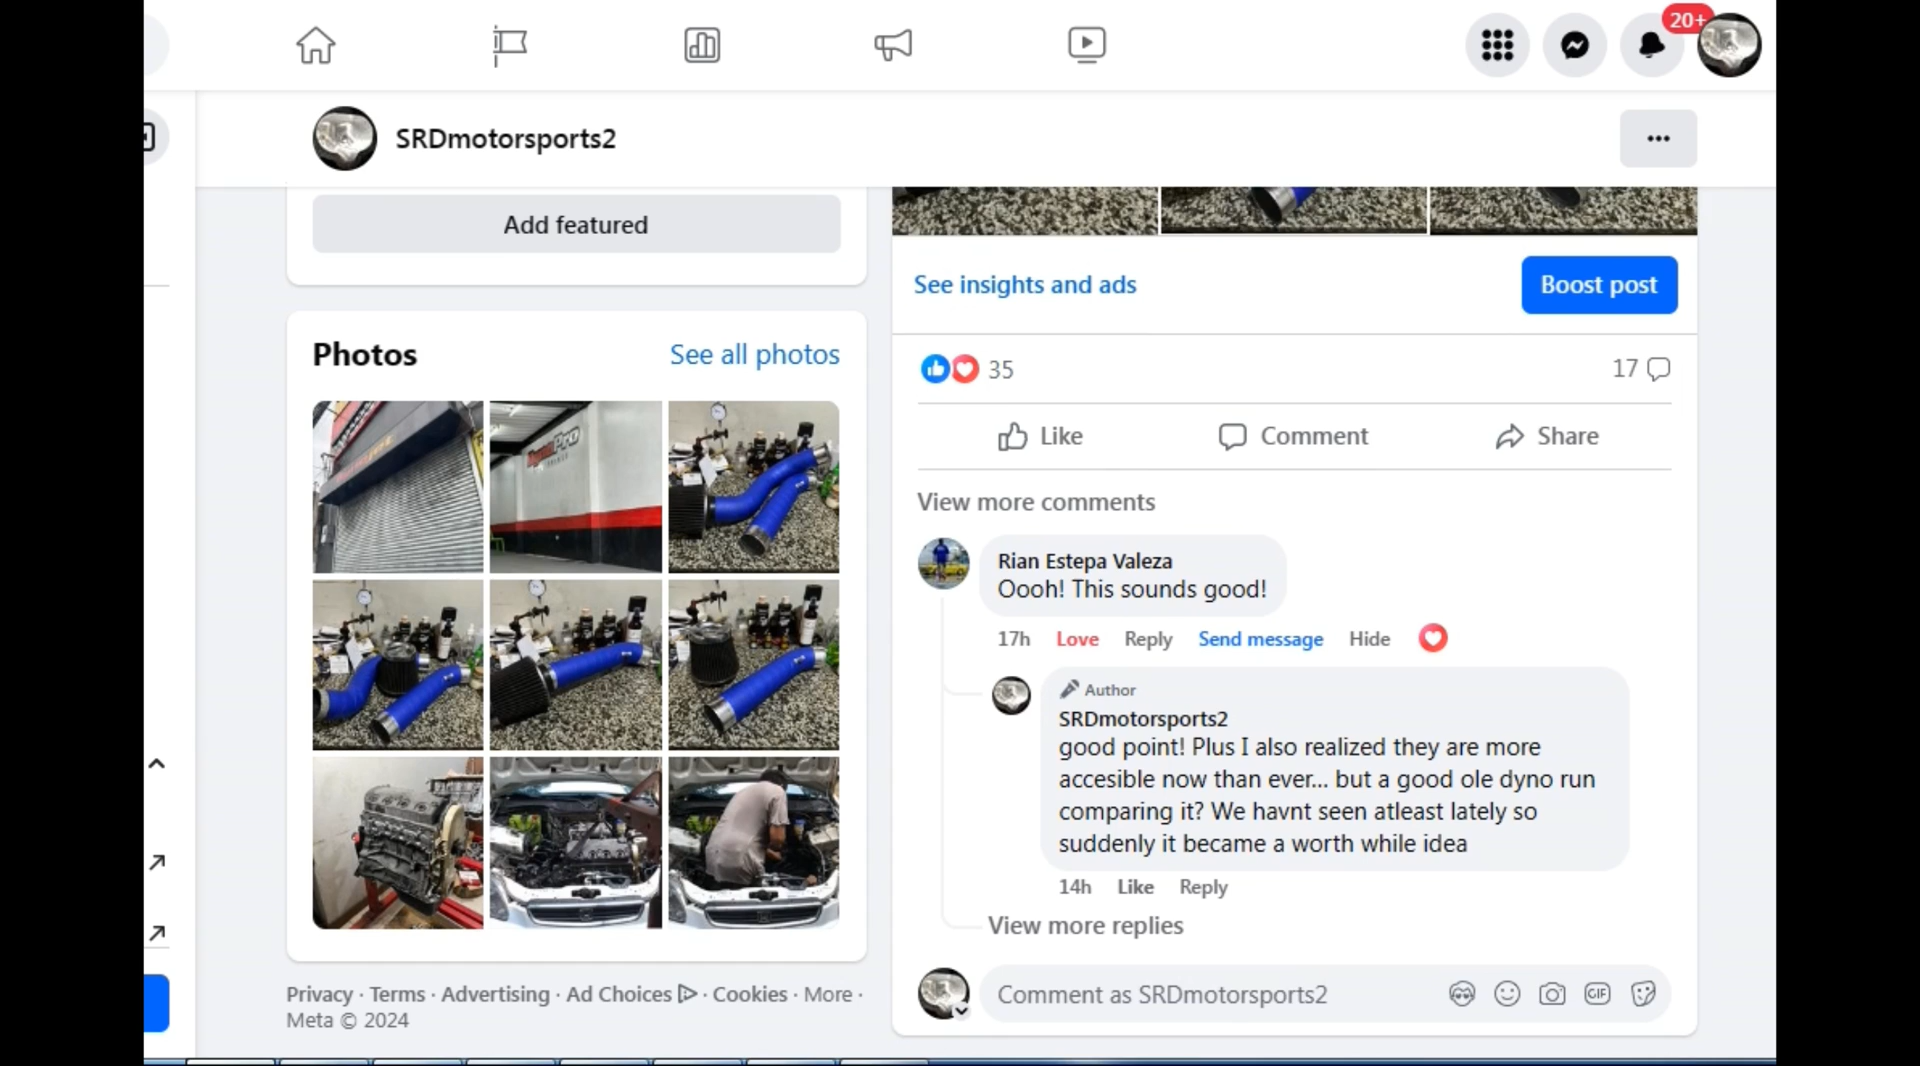 20+
SRDmotorsports2
Add featured
See insights and ads
Boost post
Photos
See all photos
35
17
Like
Comment
Share
View more comments
Rian Estepa Valeza
Oooh! This sounds good!
17h Love Reply Send message Hide
Author
SRDmotorsports2
good point! Plus I also realized they are more
accesible now than ever... but a good ole dyno run
comparing it? We havnt seen atleast lately so
suddenly it became a worth while idea
14h Like Reply
View more replies
Comment as SRDmotorsports2
GIF
Privacy · Terms · Advertising · Ad Choices · Cookies · More ·
Meta © 2024